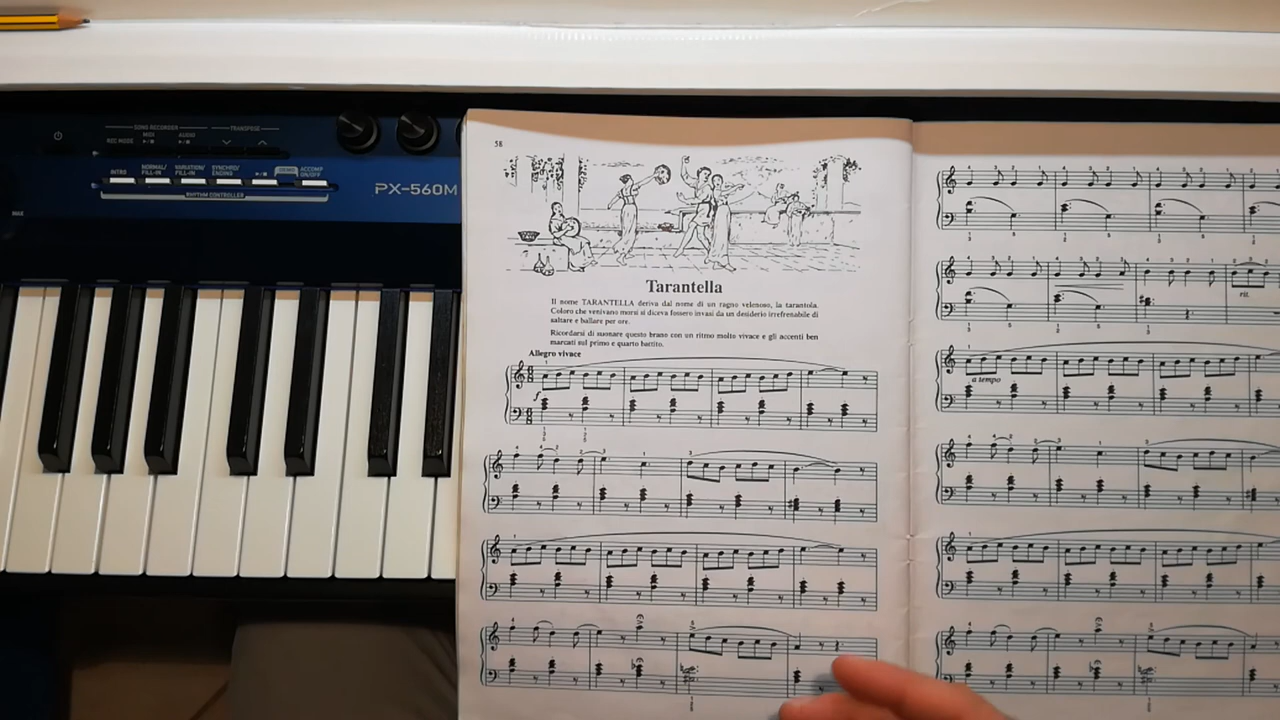 SONG RECORDER
TRANSPOSE
REC MODE
MIDI
AUDIO
INTRO
NORMAL/
FILL-IN
VARIATION/
FILL-IN
SYNCHRO/
ENDING
ACCOMP
ON/OFF
RHYTHM CONTROLLER
PX-560M
MAX
58
Tarantella
Il nome TARANTELLA deriva dal nome di un ragno velenoso, la tarantola.
Coloro che venivano morsi si diceva fossero invasi da un desiderio irrefrenabile di
saltare e ballare per ore.
Ricordarsi di suonare questo brano con un ritmo molto vivace e gli accenti ben
marcati sul primo e quarto battito.
Allegro vivace
f
rit.
a tempo